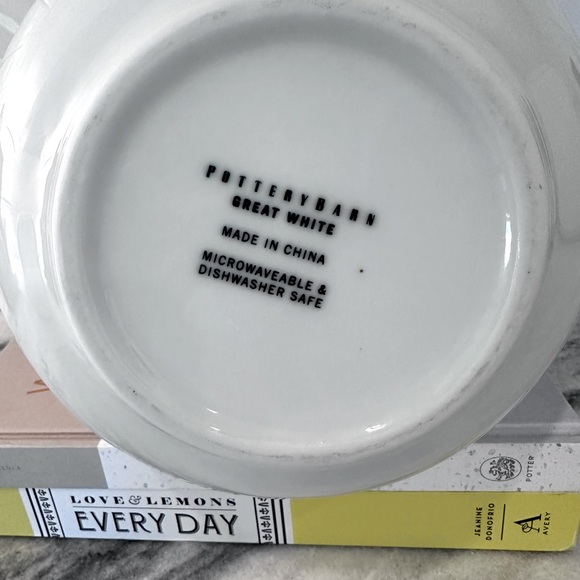 POTTERYBARN
GREAT WHITE
MADE IN CHINA
MICROWAVEABLE &
DISHWASHER SAFE
POTTER
LOVE & LEMONS
EVERY DAY
JEANINE
DONOFRIO
A
AVERY